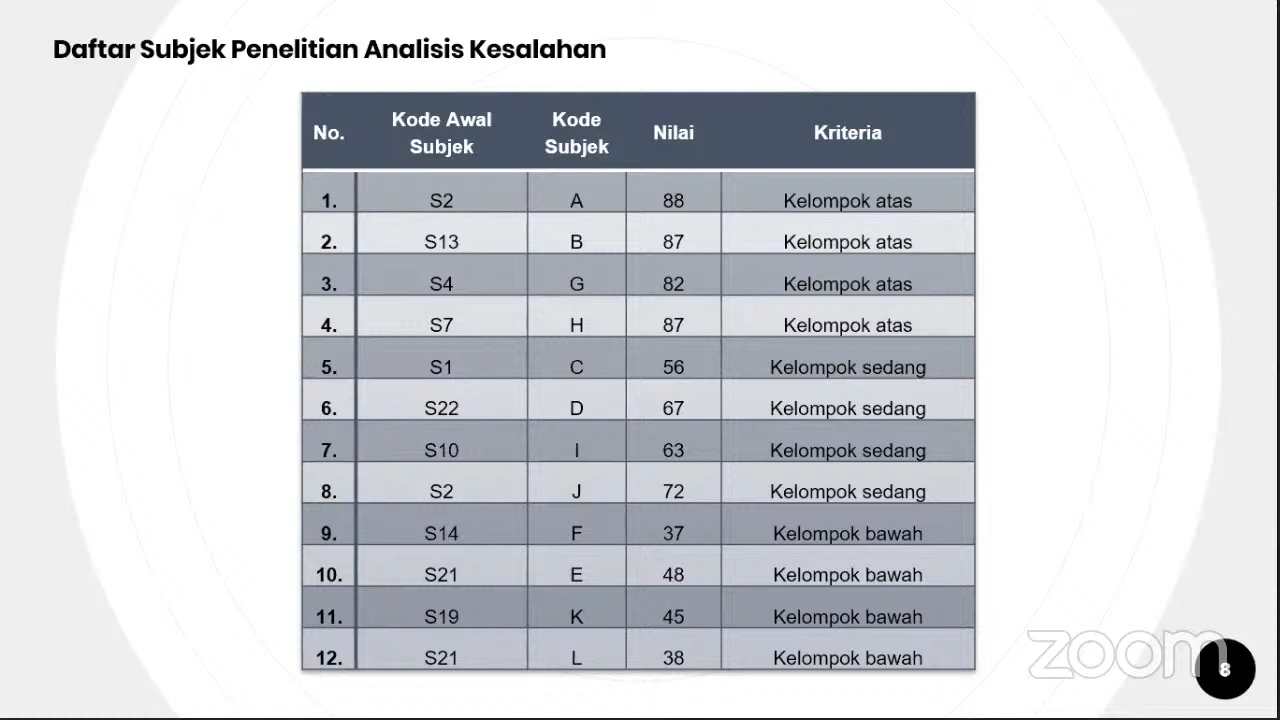 Daftar Subjek Penelitian Analisis Kesalahan
No. Kode Awal Subjek Kode Subjek Nilai Kriteria
1. S2 A 88 Kelompok atas
2. S13 B 87 Kelompok atas
3. S4 G 82 Kelompok atas
4. S7 H 87 Kelompok atas
5. S1 C 56 Kelompok sedang
6. S22 D 67 Kelompok sedang
7. S10 I 63 Kelompok sedang
8. S2 J 72 Kelompok sedang
9. S14 F 37 Kelompok bawah
10. S21 E 48 Kelompok bawah
11. S19 K 45 Kelompok bawah
12. S21 L 38 Kelompok bawah
zoom
8